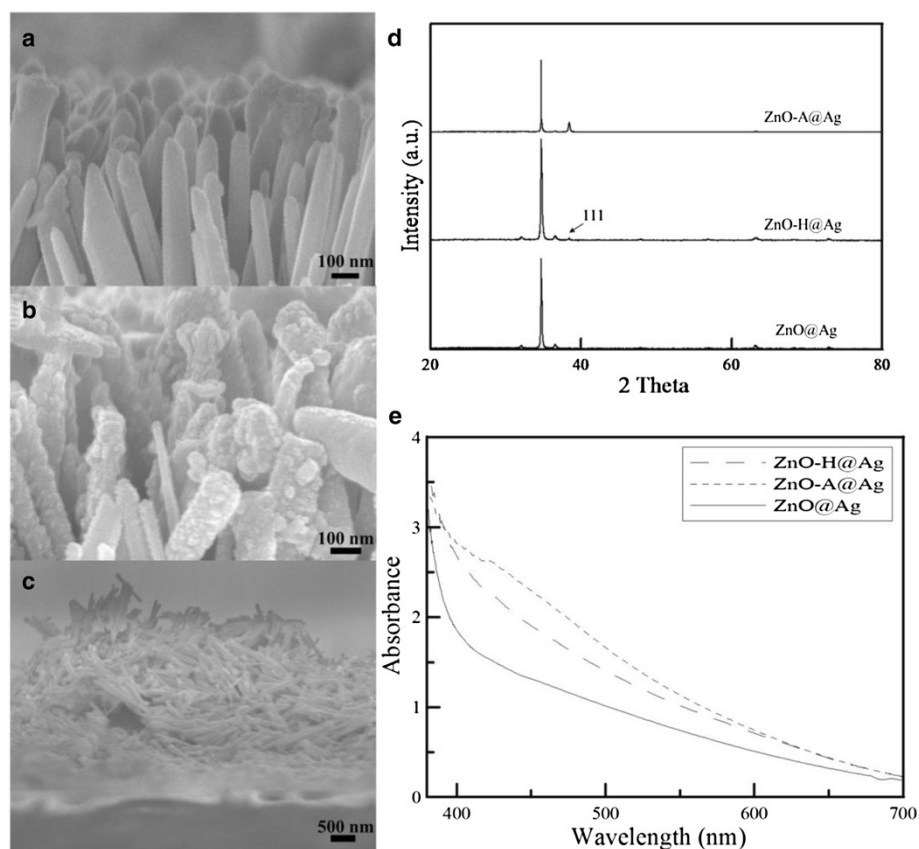 a
100 nm
b
100 nm
c
500 nm
d
Intensity (a.u.)
ZnO-A@Ag
111
ZnO-H@Ag
ZnO@Ag
20
40
60
80
2 Theta
e
Absorbance
4
3
2
1
0
ZnO-H@Ag
ZnO-A@Ag
ZnO@Ag
400
500
600
700
Wavelength (nm)